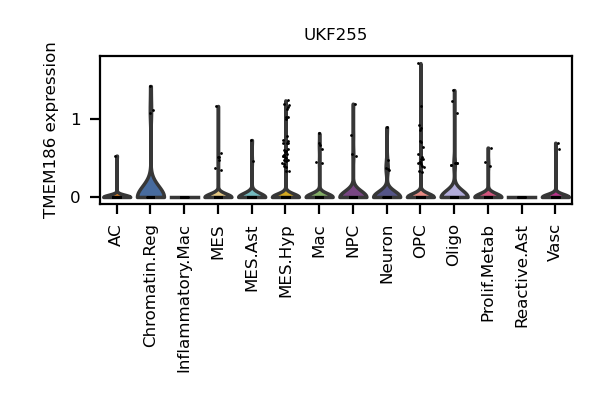 UKF255
TMEM186 expression
1
0
AC
Chromatin.Reg
Inflammatory.Mac
MES
MES.Ast
MES.Hyp
Mac
NPC
Neuron
OPC
Oligo
Prolif.Metab
Reactive.Ast
Vasc